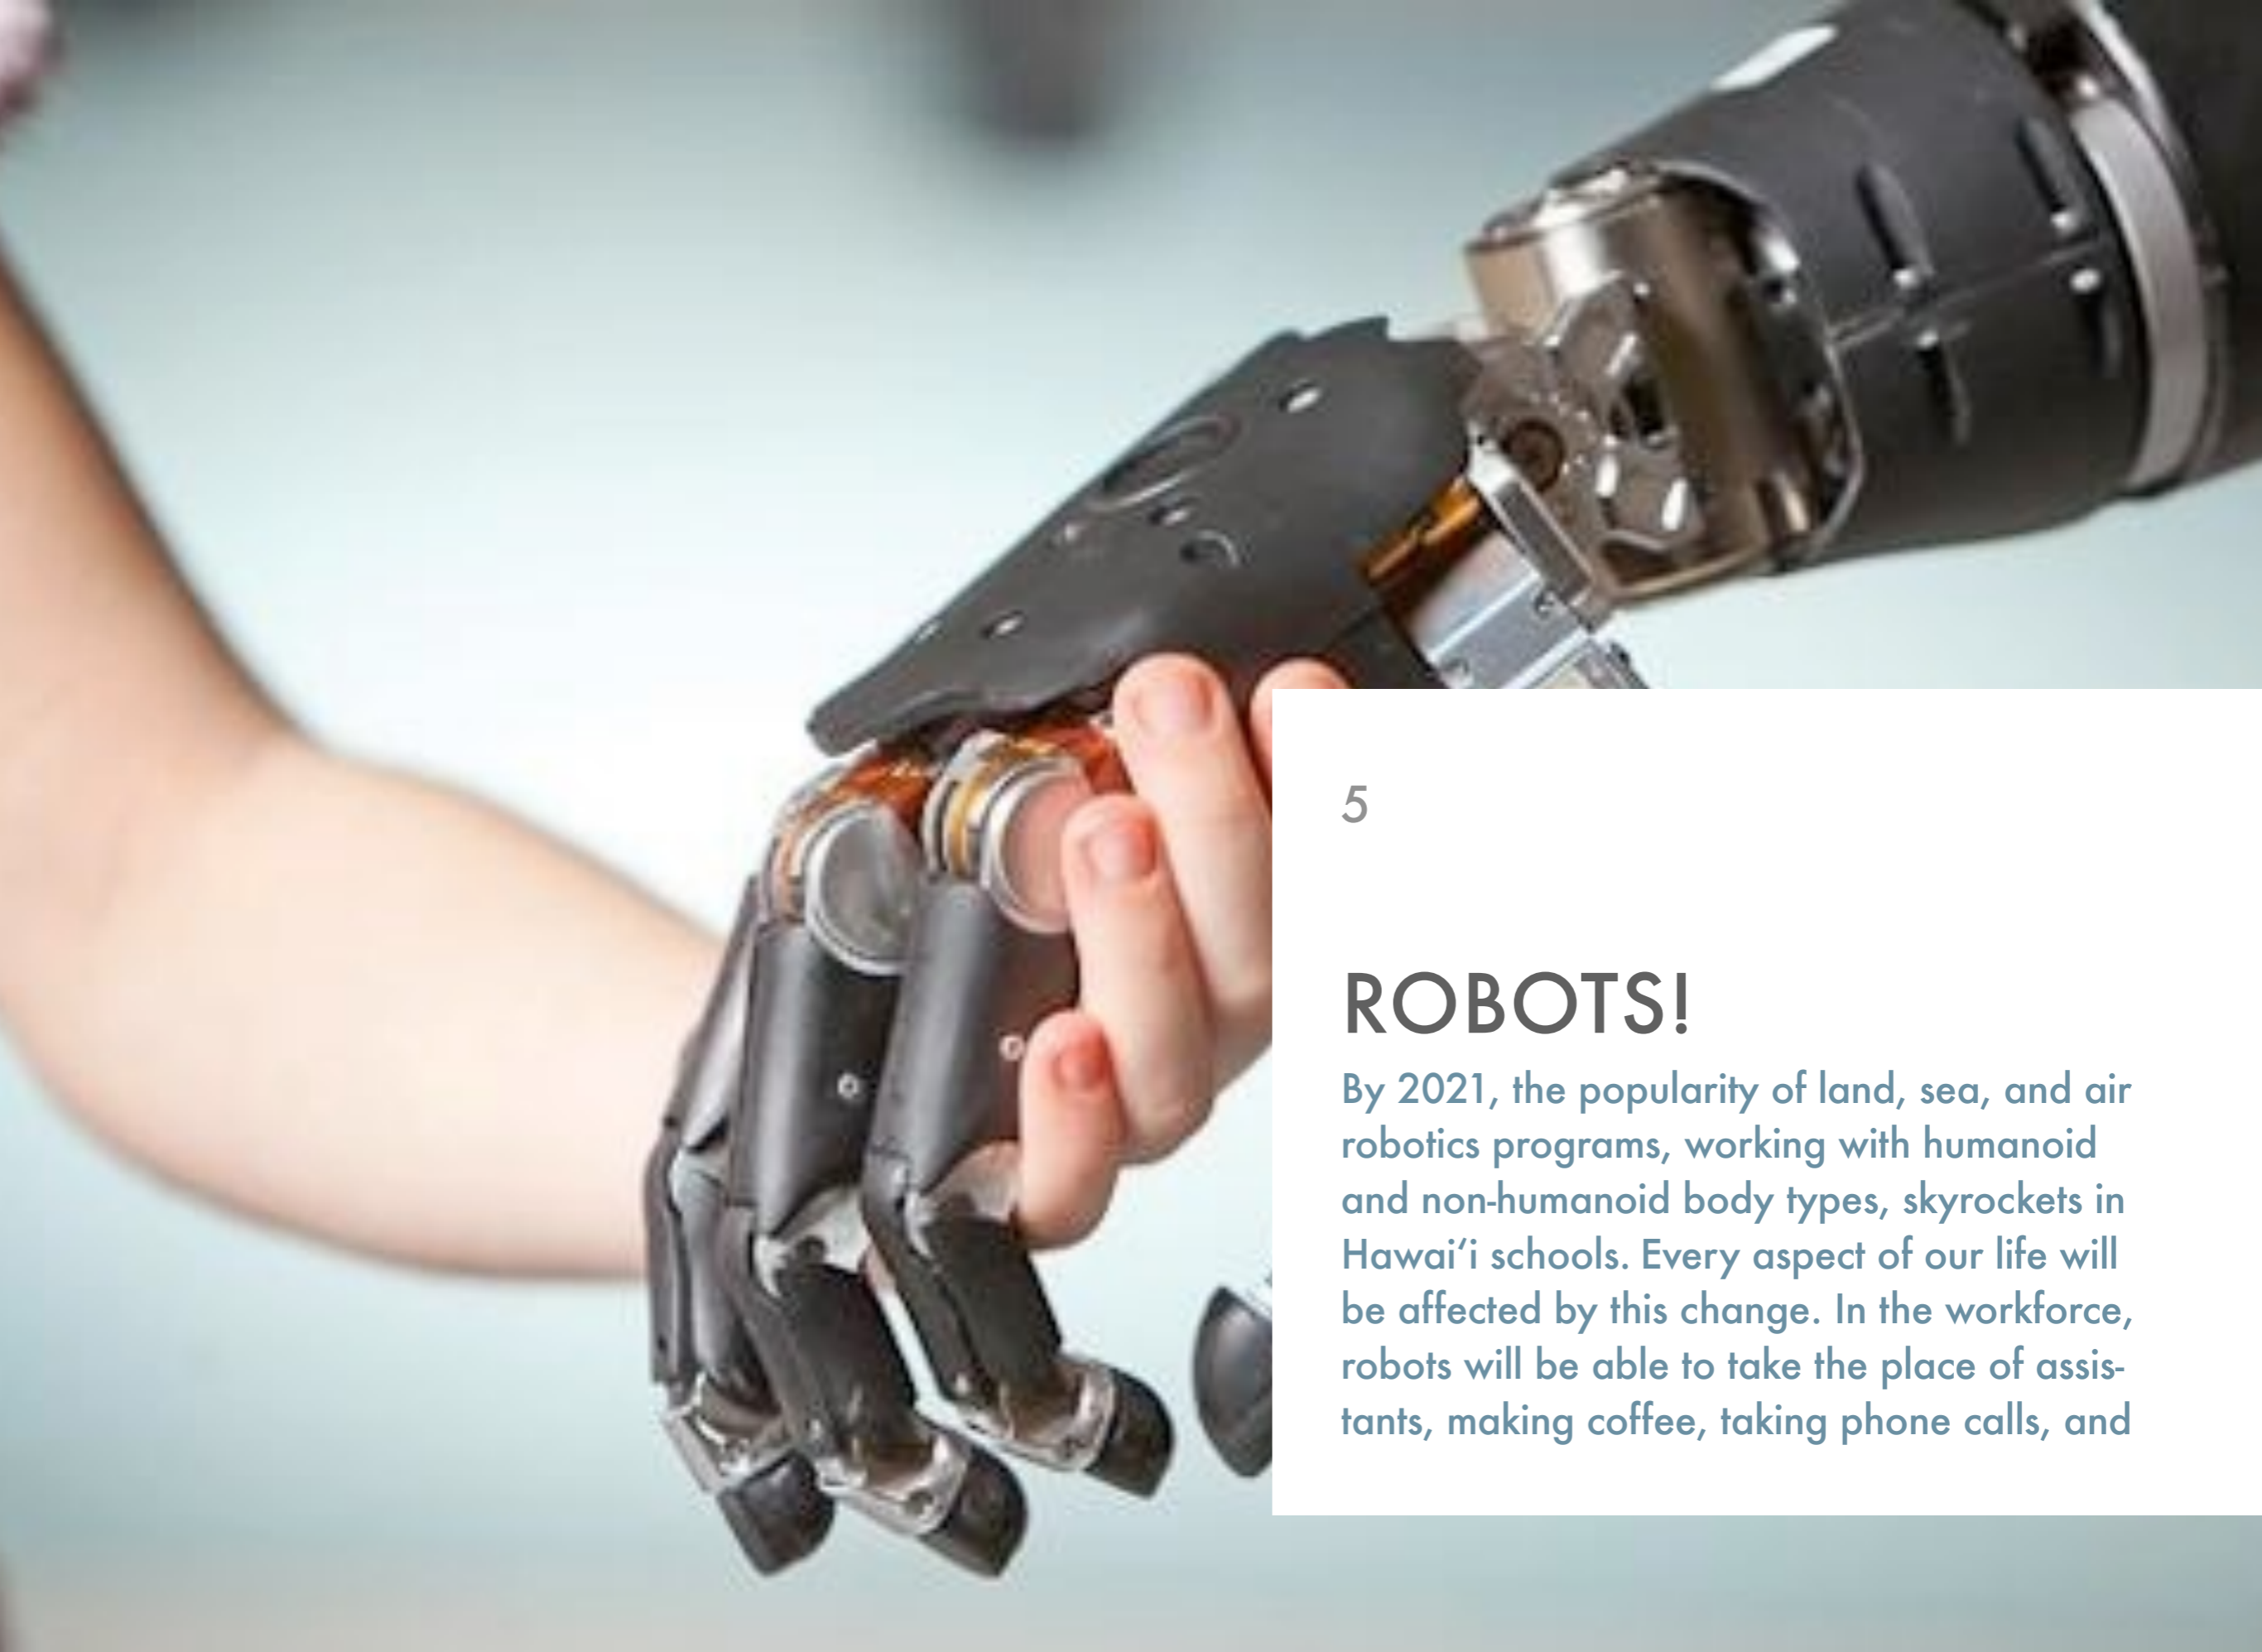 5
ROBOTS!
By 2021, the popularity of land, sea, and air
robotics programs, working with humanoid
and non-humanoid body types, skyrockets in
Hawai‘i schools. Every aspect of our life will
be affected by this change. In the workforce,
robots will be able to take the place of assis-
tants, making coffee, taking phone calls, and